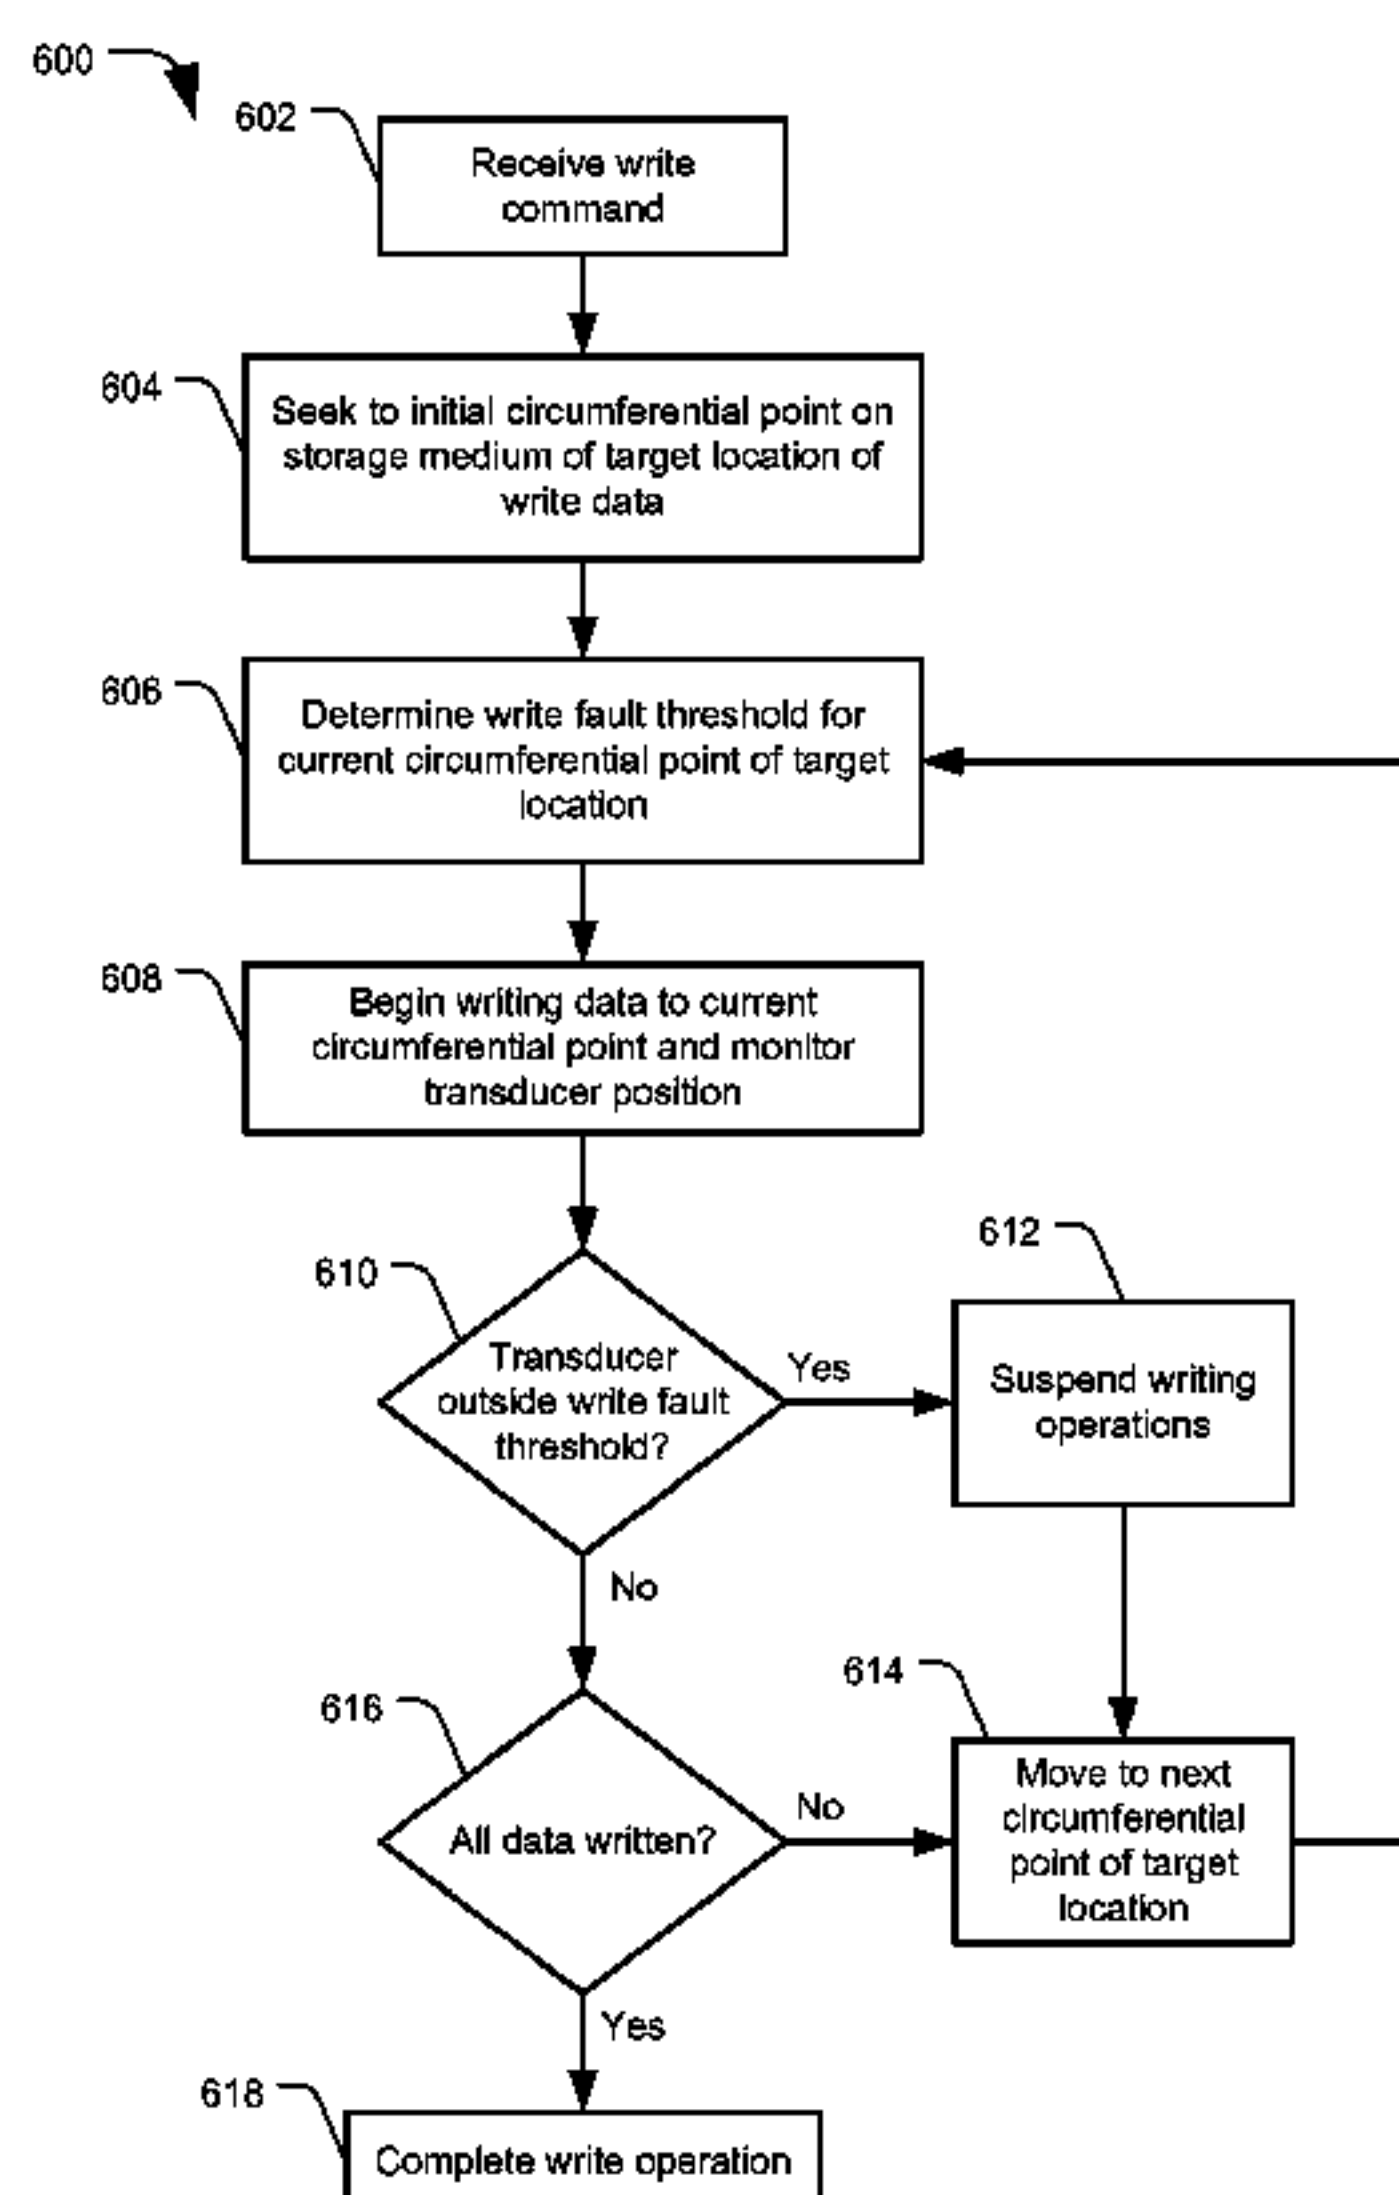 600
602
Receive write
command
604
Seek to initial circumferential point on
storage medium of target location of
write data
606
Determine write fault threshold for
current circumferential point of target
location
608
Begin writing data to current
circumferential point and monitor
transducer position
610
Transducer
outside write fault
threshold?
Yes
612
Suspend writing
operations
No
614
Move to next
circumferential
point of target
location
616
All data written?
No
Yes
618
Complete write operation